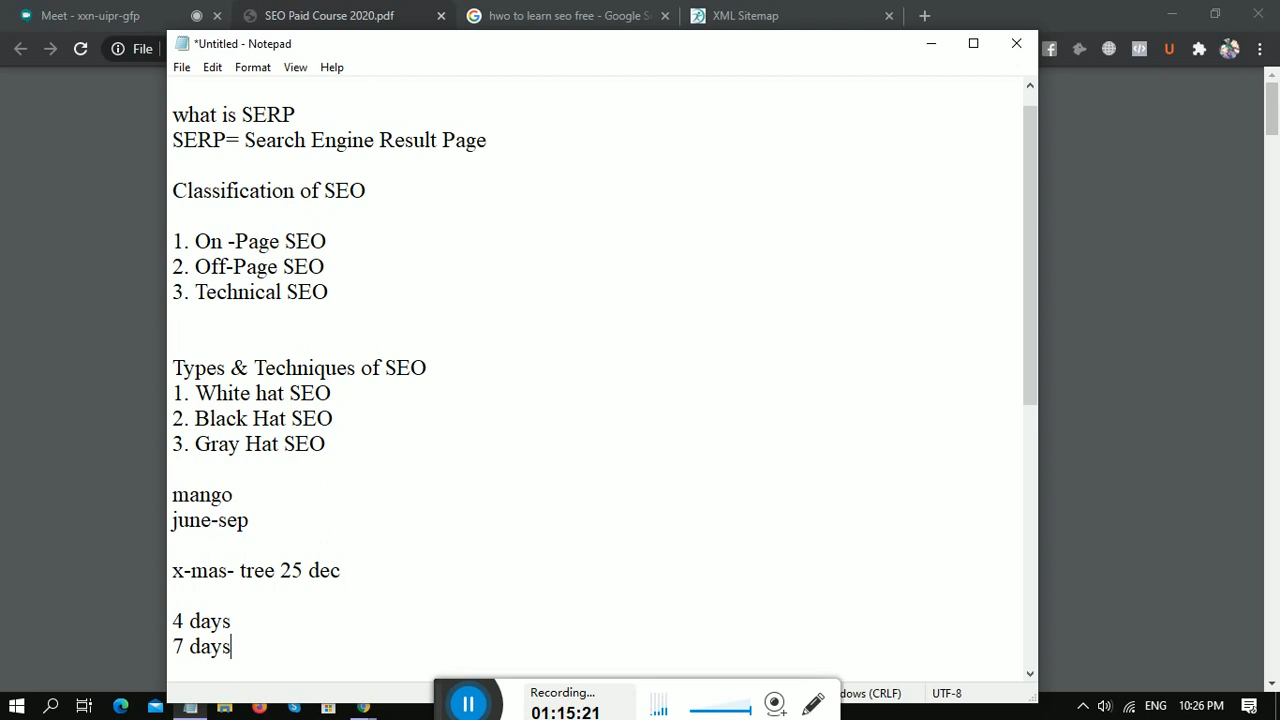 Meet - xxn-uipr-gfp
SEO Paid Course 2020.pdf
hwo to learn seo free - Google Se
XML Sitemap
File
*Untitled - Notepad
File Edit Format View Help
what is SERP
SERP= Search Engine Result Page
Classification of SEO
1. On -Page SEO
2. Off-Page SEO
3. Technical SEO
Types & Techniques of SEO
1. White hat SEO
2. Black Hat SEO
3. Gray Hat SEO
mango
june-sep
x-mas- tree 25 dec
4 days
7 days
dows (CRLF)
UTF-8
Recording...
01:15:21
ENG
10:26 PM